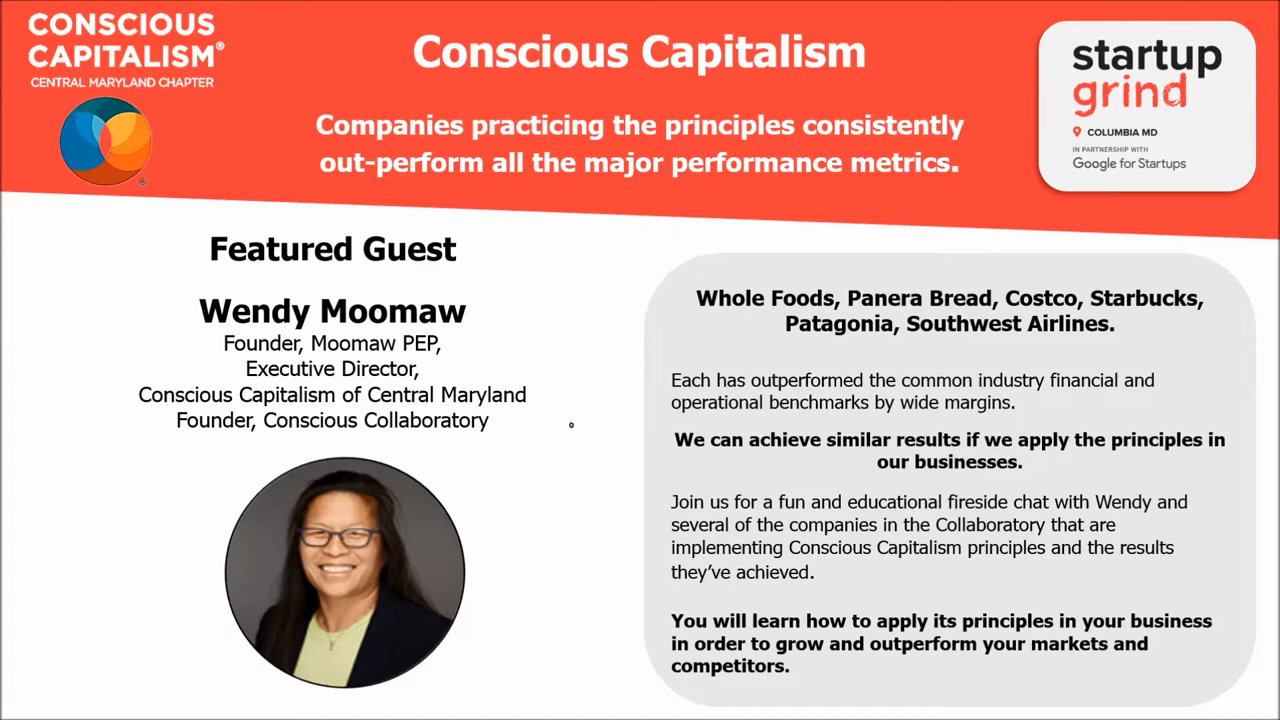 CONSCIOUS
CAPITALISM®
CENTRAL MARYLAND CHAPTER
®
Conscious Capitalism
Companies practicing the principles consistently
out-perform all the major performance metrics.
startup
grind
COLUMBIA MD
IN PARTNERSHIP WITH
Google for Startups
Featured Guest
Wendy Moomaw
Founder, Moomaw PEP,
Executive Director,
Conscious Capitalism of Central Maryland
Founder, Conscious Collaboratory
Whole Foods, Panera Bread, Costco, Starbucks,
Patagonia, Southwest Airlines.
Each has outperformed the common industry financial and
operational benchmarks by wide margins.
We can achieve similar results if we apply the principles in
our businesses.
Join us for a fun and educational fireside chat with Wendy and
several of the companies in the Collaboratory that are
implementing Conscious Capitalism principles and the results
they’ve achieved.
You will learn how to apply its principles in your business
in order to grow and outperform your markets and
competitors.